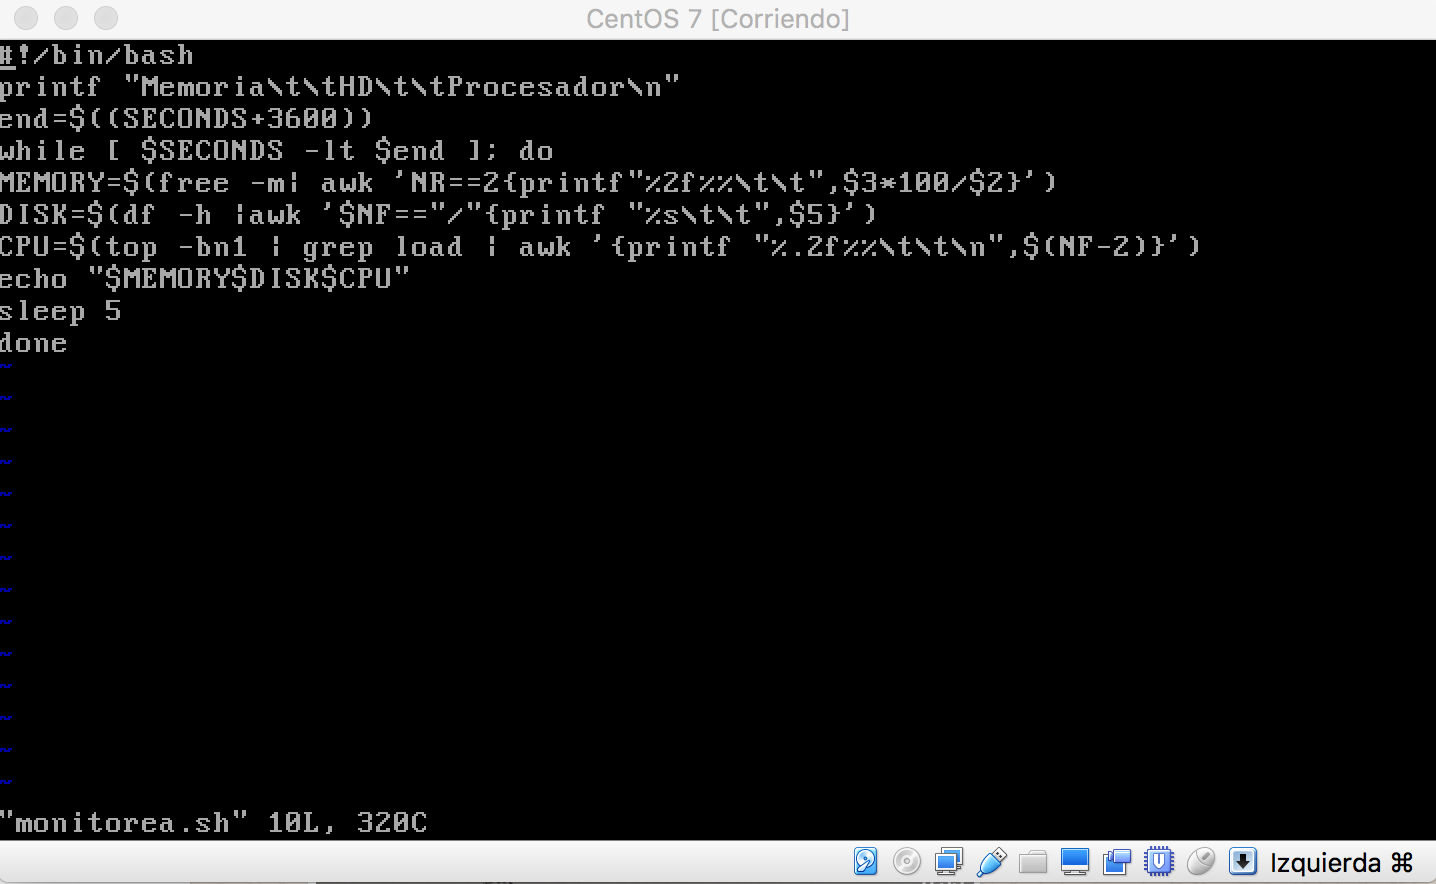 CentOS 7 [Corriendo]
#!/bin/bash
printf "Memoria\t\tHD\t\tProcesador\n"
end=$((SECONDS+3600))
while [ $SECONDS -lt $end ]; do
MEMORY=$(free -m| awk 'NR==2{printf"%2f%%\t\t",$3*100/$2}')
DISK=$(df -h |awk '$NF=="/"{printf "%s\t\t",$5}')
CPU=$(top -bn1 | grep load | awk '{printf "%.2f%%\t\t\n",$(NF-2)}')
echo "$MEMORY$DISK$CPU"
sleep 5
done
~
~
~
~
~
~
~
~
~
~
~
~
~
~
"monitorea.sh" 10L, 320C
Izquierda ⌘